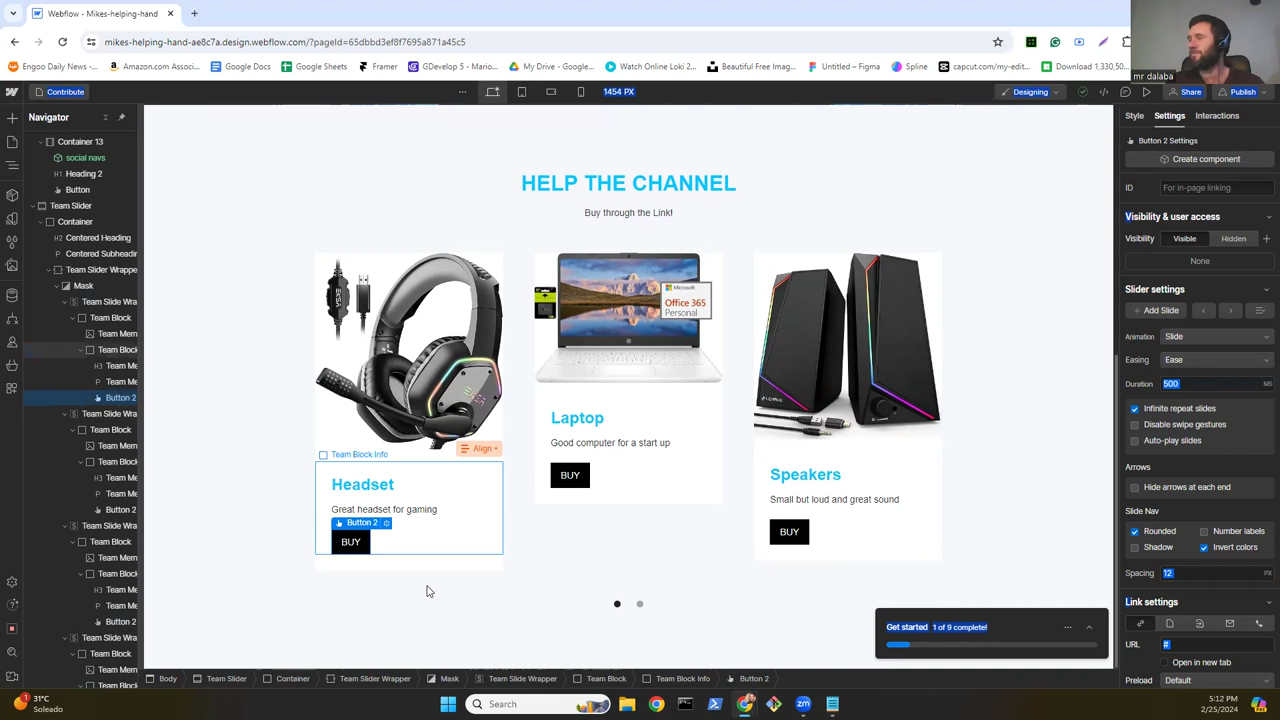 Webflow - Mikes-helping-hand
mikes-helping-hand-ae8c7a.design.webflow.com/?pageId=65dbbd3ef8f7695a871a45c5
Engoo Daily News -...
Amazon.com Associ...
Google Docs
Google Sheets
Framer
GDevelop 5 - Mario...
My Drive - Google...
Watch Online Loki 2...
Beautiful Free Imag...
Untitled – Figma
Spline
capcut.com/my-edit...
Download 1,330,50...
mr dalaba
Contribute
1454 PX
Designing
Share
Publish
Navigator
Container 13
social navs
H1 Heading 2
Button
Team Slider
Container
H2 Centered Heading
P Centered Subheadin
Team Slider Wrappe
Mask
S Team Slide Wra
Team Block
Team Mem
Team Block
H3 Team Me
P Team Me
Button 2
S Team Slide Wra
Team Block
Team Mem
Team Block
H3 Team Me
P Team Me
Button 2
S Team Slide Wra
Team Block
Team Mem
Team Block
H3 Team Me
P Team Me
Button 2
S Team Slide Wra
Team Block
Team Mem
Team Block
HELP THE CHANNEL
Buy through the Link!
EKSA
Microsoft
Office 365
Personal
Align
Team Block Info
Headset
Great headset for gaming
Button 2
BUY
Laptop
Good computer for a start up
BUY
Speakers
Small but loud and great sound
BUY
Get started 1 of 9 complete!
Style
Settings
Interactions
Button 2 Settings
Create component
ID
For in-page linking
Visibility & user access
Visibility
Visible
Hidden
None
Slider settings
Add Slide
Animation
Slide
Easing
Ease
Duration
500
MS
Infinite repeat slides
Disable swipe gestures
Auto-play slides
Arrows
Hide arrows at each end
Slide Nav
Rounded
Number labels
Shadow
Invert colors
Spacing
12
PX
Link settings
URL
#
Open in new tab
Preload
Default
Body
Team Slider
Container
Team Slider Wrapper
Mask
Team Slide Wrapper
Team Block
Team Block Info
Button 2
31°C
Soleado
Search
5:12 PM
2/25/2024